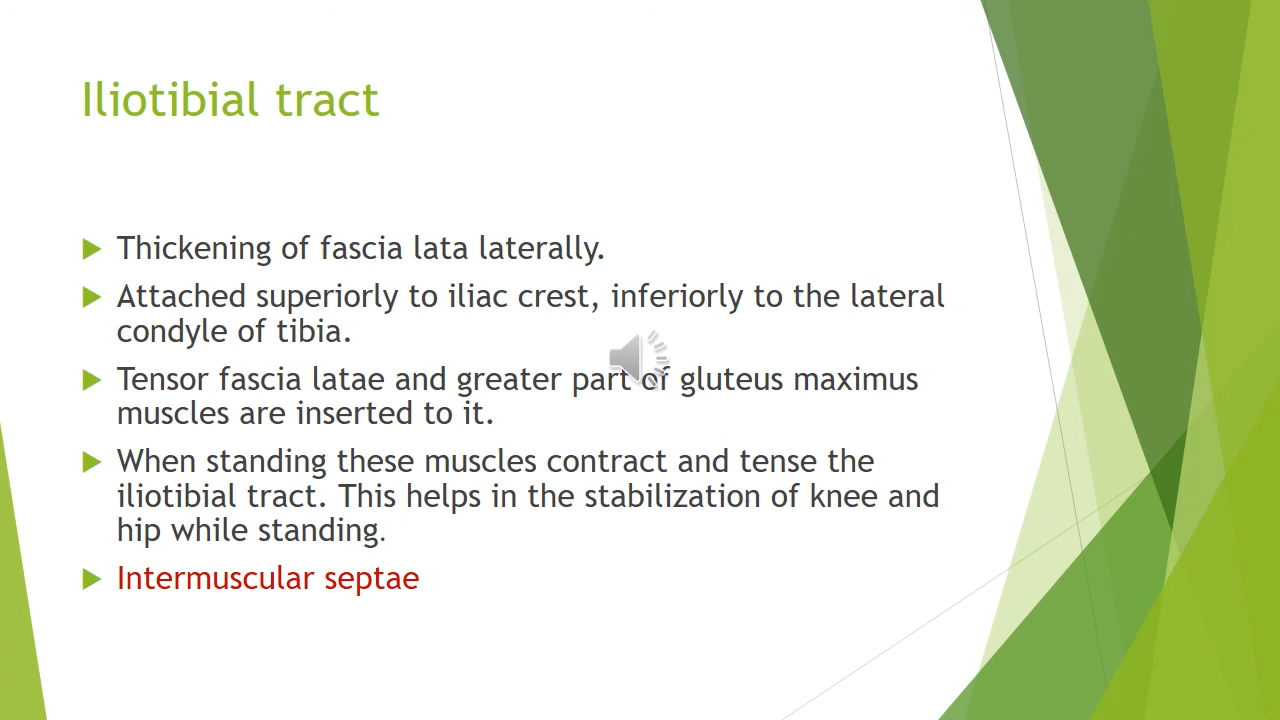 Iliotibial tract
Thickening of fascia lata laterally.
Attached superiorly to iliac crest, inferiorly to the lateral
condyle of tibia.
Tensor fascia latae and greater part of gluteus maximus
muscles are inserted to it.
When standing these muscles contract and tense the
iliotibial tract. This helps in the stabilization of knee and
hip while standing.
Intermuscular septae